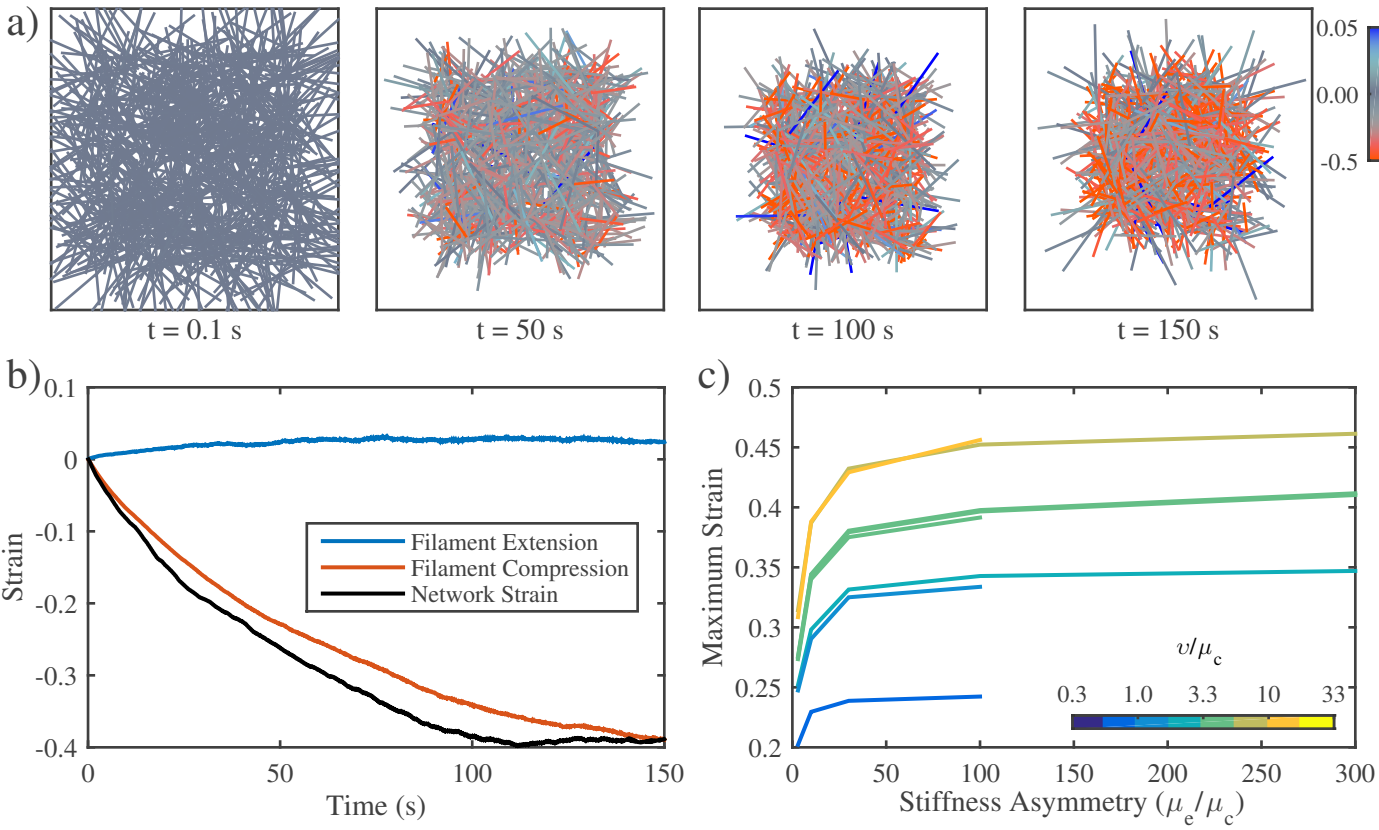 a)
0.05
0.00
-0.5
t = 0.1 s
t = 50 s
t = 100 s
t = 150 s
b)
0.1
0
-0.1
-0.2
-0.3
-0.4
Strain
Filament Extension
Filament Compression
Network Strain
0 50 100 150
Time (s)
c)
0.5
0.45
0.4
0.35
0.3
0.25
0.2
Maximum Strain
υ/μc
0.3 1.0 3.3 10 33
0 50 100 150 200 250 300
Stiffness Asymmetry (μe/μc)